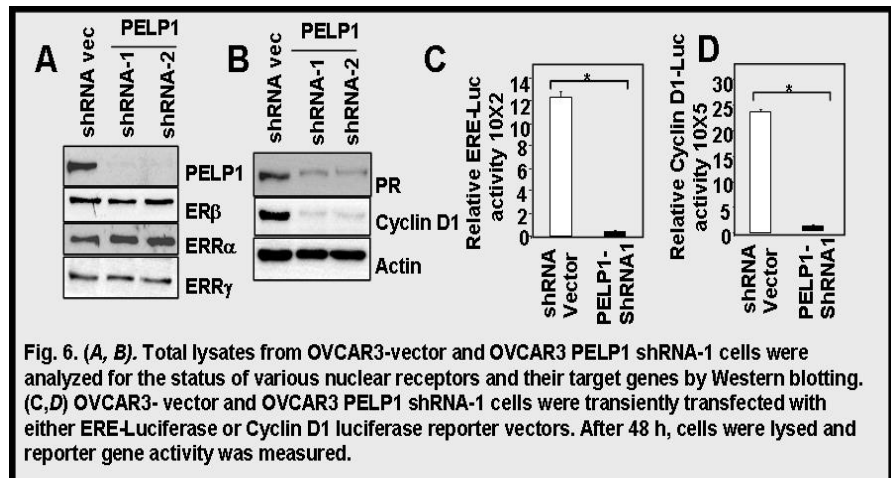 A
shRNA vec
PELP1
shRNA-1
shRNA-2
PELP1
ERβ
ERRα
ERRγ
B
shRNA vec
PELP1
shRNA-1
shRNA-2
PR
Cyclin D1
Actin
C
Relative ERE-Luc
activity 10X2
14
12
10
8
6
4
2
0
*
shRNA
Vector
PELP1-
ShRNA1
D
Relative Cyclin D1-Luc
activity 10X5
30
25
20
15
10
5
0
*
shRNA
Vector
PELP1-
ShRNA1
Fig. 6. (A, B). Total lysates from OVCAR3-vector and OVCAR3 PELP1 shRNA-1 cells were
analyzed for the status of various nuclear receptors and their target genes by Western blotting.
(C,D) OVCAR3- vector and OVCAR3 PELP1 shRNA-1 cells were transiently transfected with
either ERE-Luciferase or Cyclin D1 luciferase reporter vectors. After 48 h, cells were lysed and
reporter gene activity was measured.